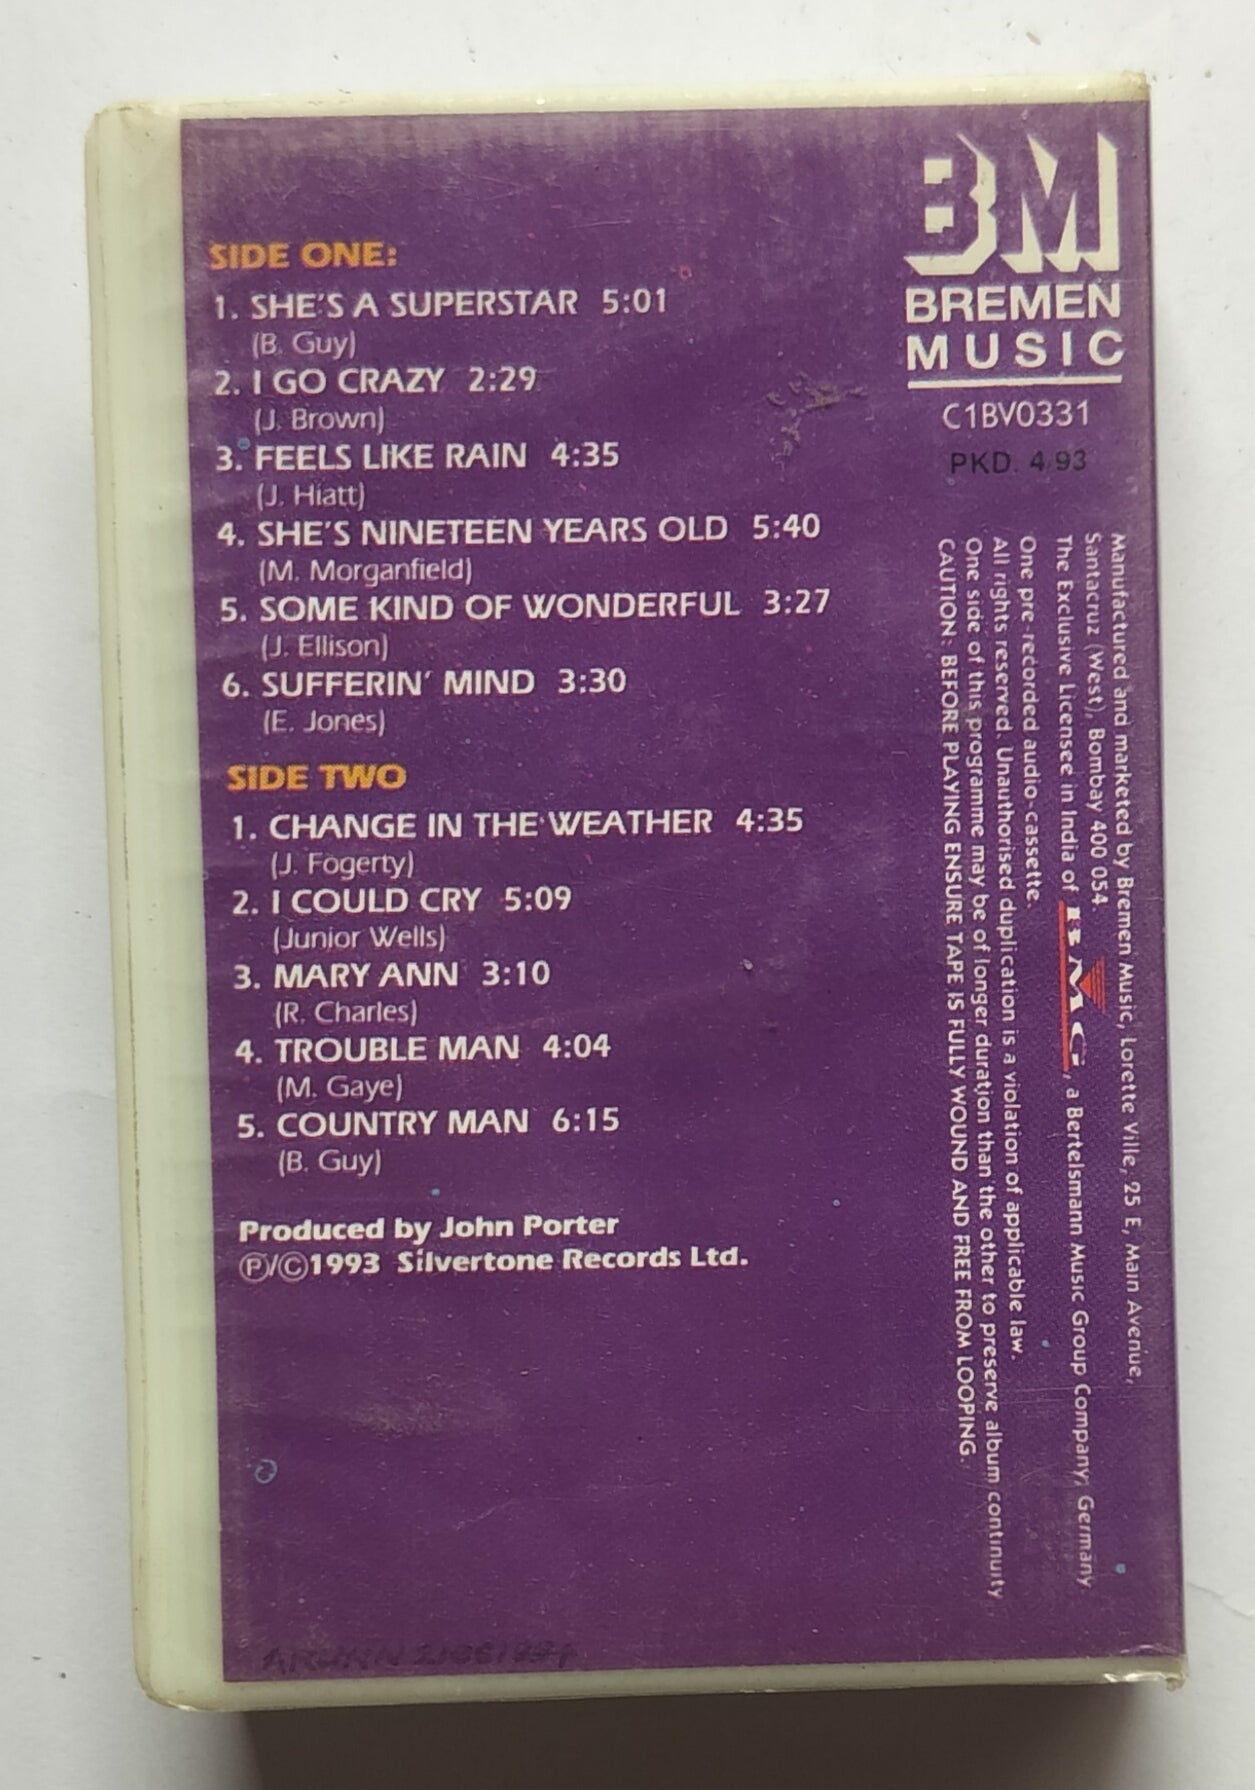 SIDE ONE:
1. SHE'S A SUPERSTAR 5:01
(B. Guy)
2. I GO CRAZY 2:29
(J. Brown)
3. FEELS LIKE RAIN 4:35
(J. Hiatt)
4. SHE'S NINETEEN YEARS OLD 5:40
(M. Morganfield)
5. SOME KIND OF WONDERFUL 3:27
(J. Ellison)
6. SUFFERIN' MIND 3:30
(E. Jones)
SIDE TWO
1. CHANGE IN THE WEATHER 4:35
(J. Fogerty)
2. I COULD CRY 5:09
(Junior Wells)
3. MARY ANN 3:10
(R. Charles)
4. TROUBLE MAN 4:04
(M. Gaye)
5. COUNTRY MAN 6:15
(B. Guy)
Produced by John Porter
Ⓟ/©1993 Silvertone Records Ltd.
BM
BREMEN
MUSIC
C1BV0331
PKD. 4/93
Manufactured and marketed by Bremen Music, Lorette Ville, 25 E, Main Avenue,
Santacruz (West), Bombay 400 054.
The Exclusive Licensee in India of BMG, a Bertelsmann Music Group Company, Germany
One pre recorded audio-cassette.
All rights reserved. Unauthorised duplication is a violation of applicable law.
One side of this programme may be of longer duration than the other to preserve album continuity
CAUTION: BEFORE PLAYING ENSURE TAPE IS FULLY WOUND AND FREE FROM LOOPING.